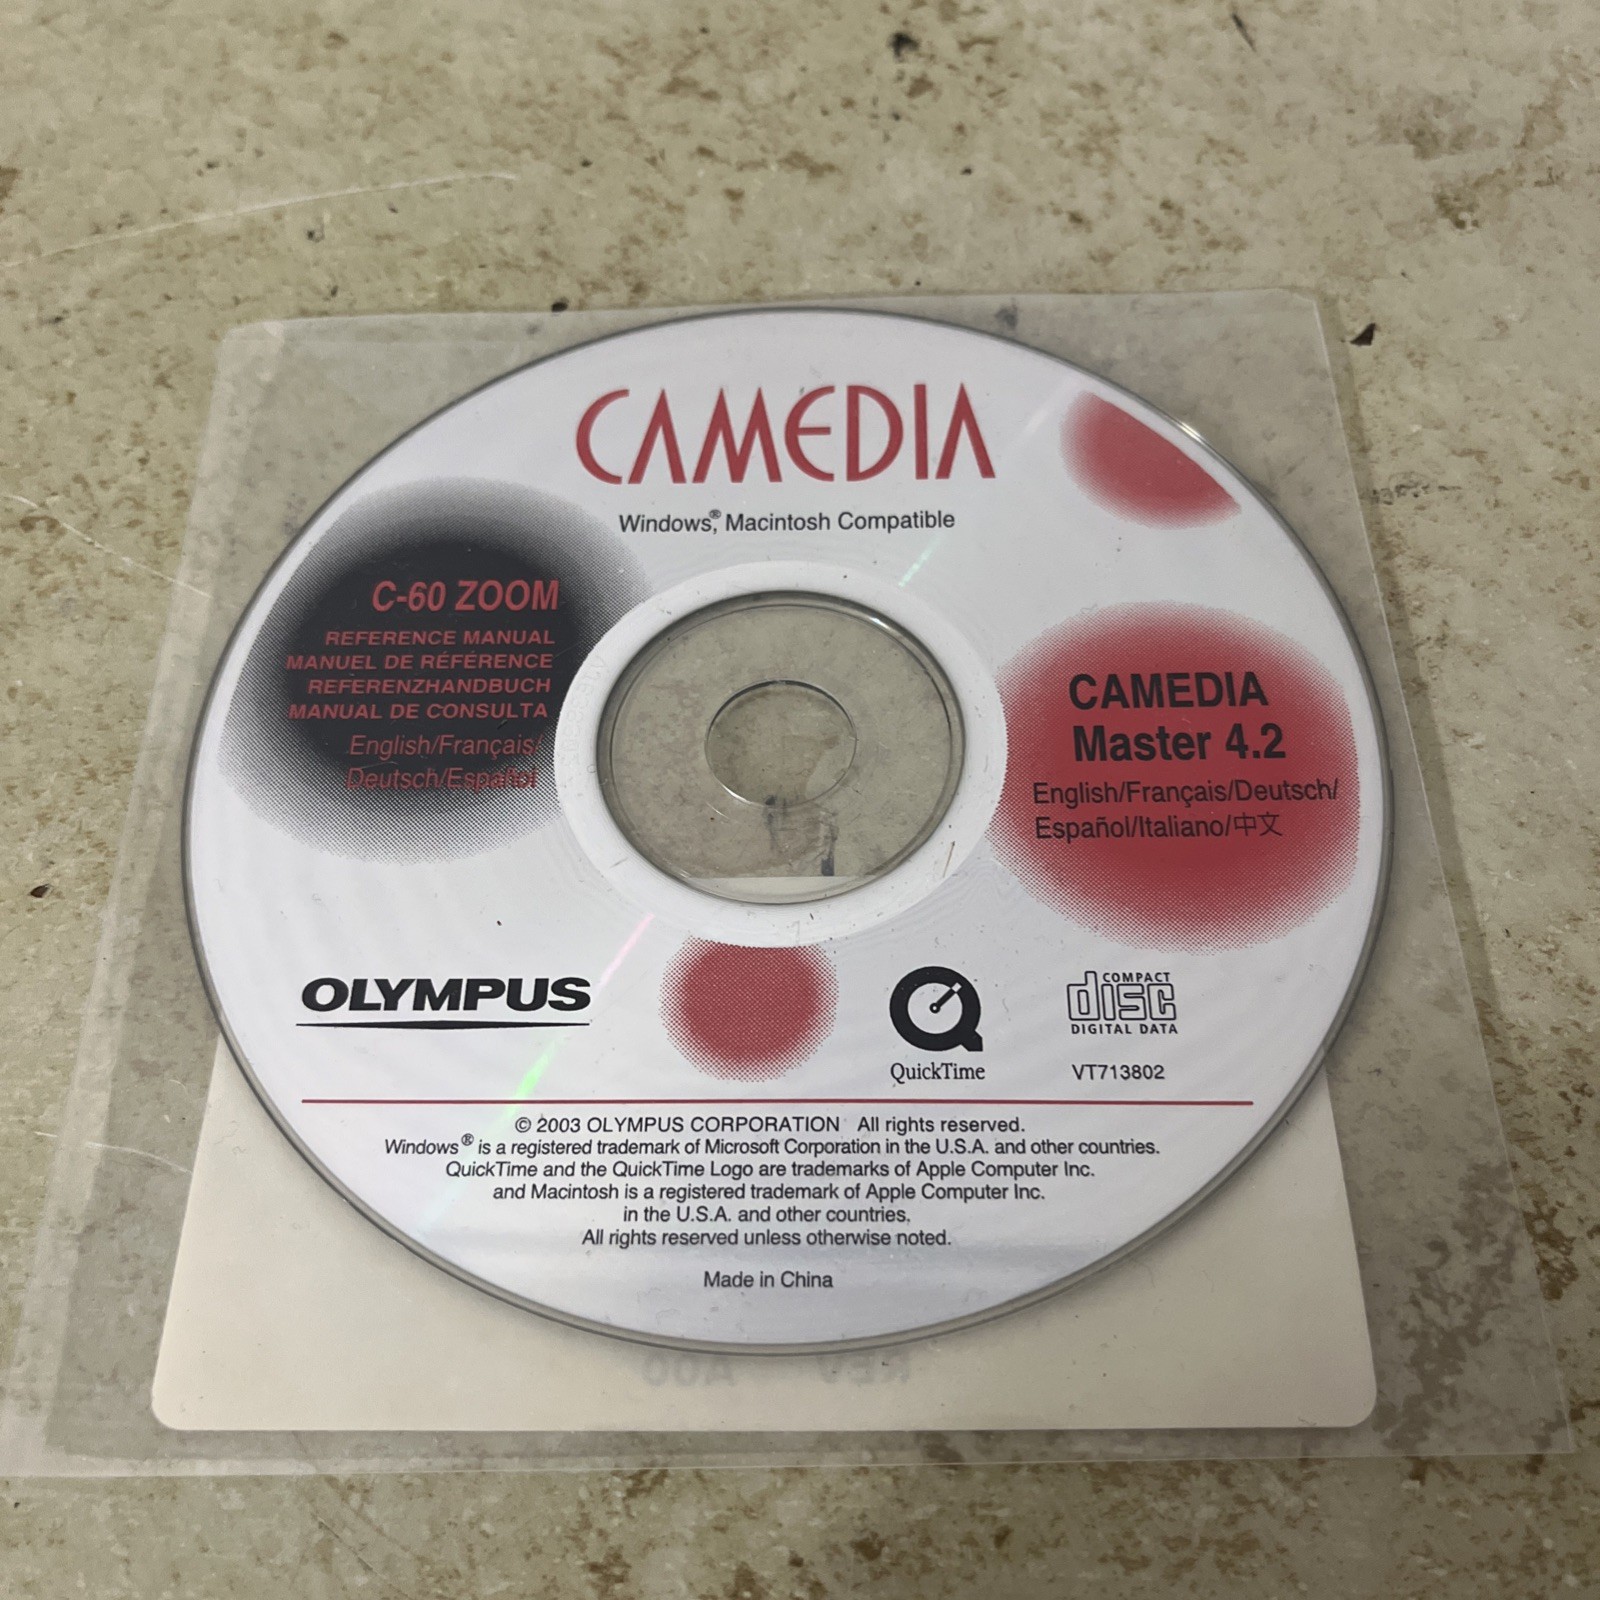 CAMEDIA
Windows®, Macintosh Compatible
C-60 ZOOM
REFERENCE MANUAL
MANUEL DE RÉFÉRENCE
REFERENZHANDBUCH
MANUAL DE CONSULTA
English/Français/
Deutsch/Español
CAMEDIA
Master 4.2
English/Français/Deutsch/
Español/Italiano/中文
OLYMPUS
QuickTime
COMPACT
disc
DIGITAL DATA
VT713802
© 2003 OLYMPUS CORPORATION All rights reserved.
Windows® is a registered trademark of Microsoft Corporation in the U.S.A. and other countries.
QuickTime and the QuickTime Logo are trademarks of Apple Computer Inc.
and Macintosh is a registered trademark of Apple Computer Inc.
in the U.S.A. and other countries.
All rights reserved unless otherwise noted.
Made in China